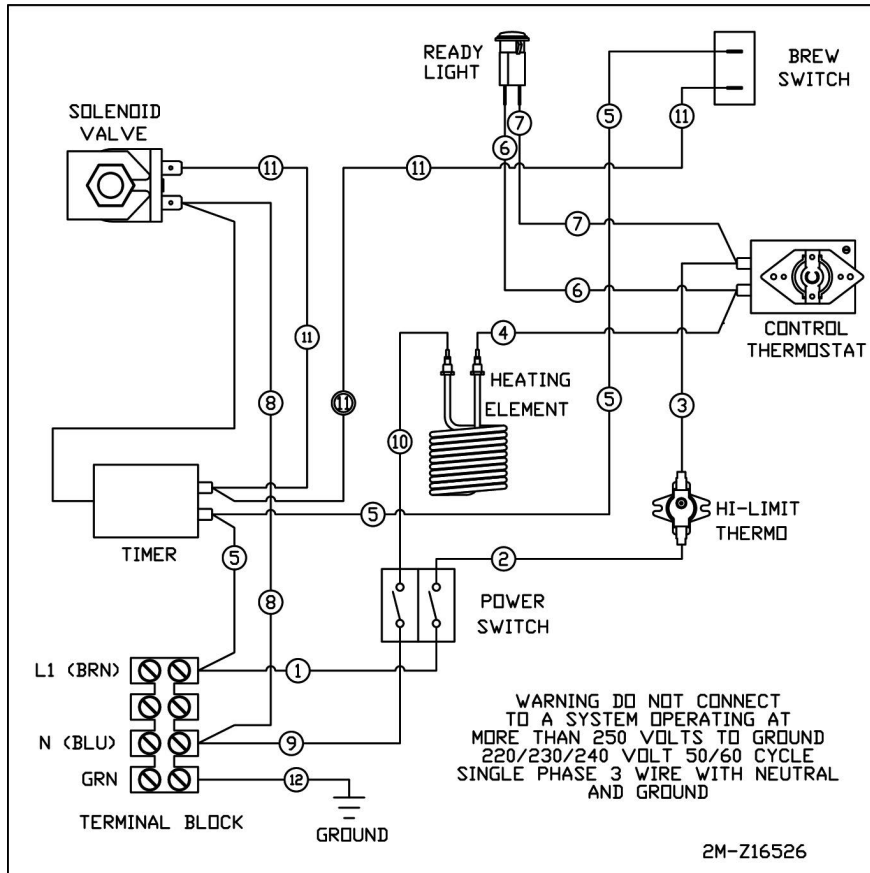 READY
LIGHT
BREW
SWITCH
SOLENOID
VALVE
5
11
7
6
11
11
7
6
CONTROL
THERMOSTAT
4
11
HEATING
ELEMENT
8
11
5
3
10
HI-LIMIT
THERMO
5
TIMER
5
2
8
POWER
SWITCH
L1 (BRN)
1
N (BLU)
9
GRN
12
TERMINAL BLOCK
GROUND
WARNING DO NOT CONNECT
TO A SYSTEM OPERATING AT
MORE THAN 250 VOLTS TO GROUND
220/230/240 VOLT 50/60 CYCLE
SINGLE PHASE 3 WIRE WITH NEUTRAL
AND GROUND
2M-Z16526